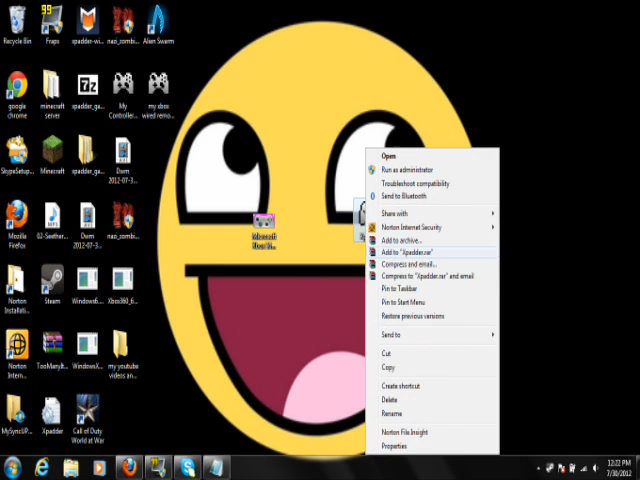 99
Recycle Bin
Fraps
xpadder-wi...
nazi_zombi...
Alien Swarm
google
chrome
minecraft
server
xpadder_ga...
My
Controller...
my xbox
wired remo...
SkypeSetup...
Minecraft
xpadder_ga...
Dwm
2012-07-3...
Mozilla
Firefox
02-Seether...
Dwm
2012-07-3...
nazi_zombi...
Norton
Installati...
Steam
Windows6...
Xbox360_6...
Norton
Intern...
TooManyIt...
WindowsX...
my youtube
videos an...
MySyncUP...
Xpadder
Call of Duty
World at War
Microsoft
Xbox
Open
Run as administrator
Troubleshoot compatibility
Send to Bluetooth
Share with
Norton Internet Security
Add to archive...
Add to "Xpadder.rar"
Compress and email...
Compress to "Xpadder.rar" and email
Pin to Taskbar
Pin to Start Menu
Restore previous versions
Send to
Cut
Copy
Create shortcut
Delete
Rename
Norton File Insight
Properties
12:22 PM
7/30/2012